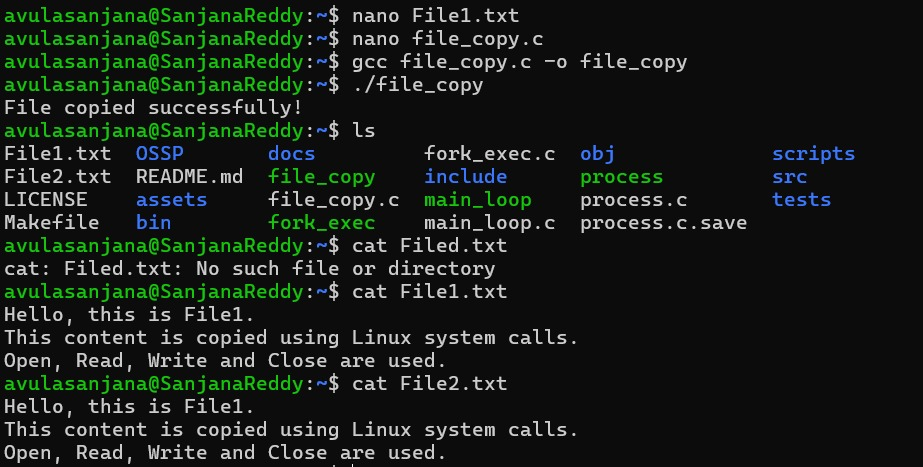 avulasanjana@SanjanaReddy:~$ nano File1.txt
avulasanjana@SanjanaReddy:~$ nano file_copy.c
avulasanjana@SanjanaReddy:~$ gcc file_copy.c -o file_copy
avulasanjana@SanjanaReddy:~$ ./file_copy
File copied successfully!
avulasanjana@SanjanaReddy:~$ ls
File1.txt  OSSP       docs         fork_exec.c  obj             scripts
File2.txt  README.md  file_copy    include      process         src
LICENSE    assets     file_copy.c  main_loop    process.c       tests
Makefile   bin        fork_exec    main_loop.c  process.c.save
avulasanjana@SanjanaReddy:~$ cat Filed.txt
cat: Filed.txt: No such file or directory
avulasanjana@SanjanaReddy:~$ cat File1.txt
Hello, this is File1.
This content is copied using Linux system calls.
Open, Read, Write and Close are used.
avulasanjana@SanjanaReddy:~$ cat File2.txt
Hello, this is File1.
This content is copied using Linux system calls.
Open, Read, Write and Close are used.